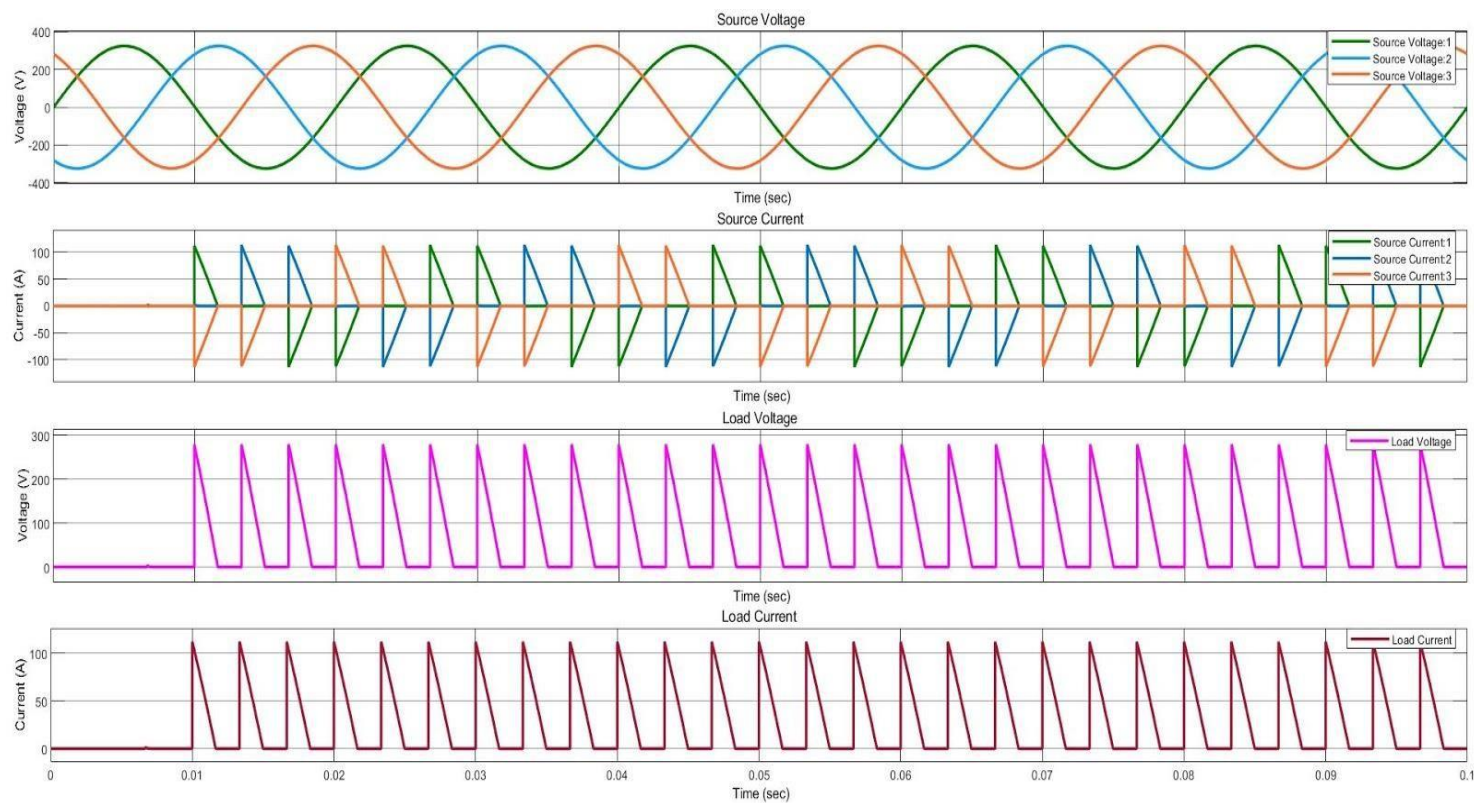 Source Voltage
Voltage (V)
400
200
0
-200
-400
Source Voltage:1
Source Voltage:2
Source Voltage:3
Time (sec)
Source Current
Current (A)
100
50
0
-50
-100
Source Current:1
Source Current:2
Source Current:3
Time (sec)
Load Voltage
Voltage (V)
300
200
100
0
Load Voltage
Time (sec)
Load Current
Current (A)
100
50
0
Load Current
0 0.01 0.02 0.03 0.04 0.05 0.06 0.07 0.08 0.09 0.1
Time (sec)